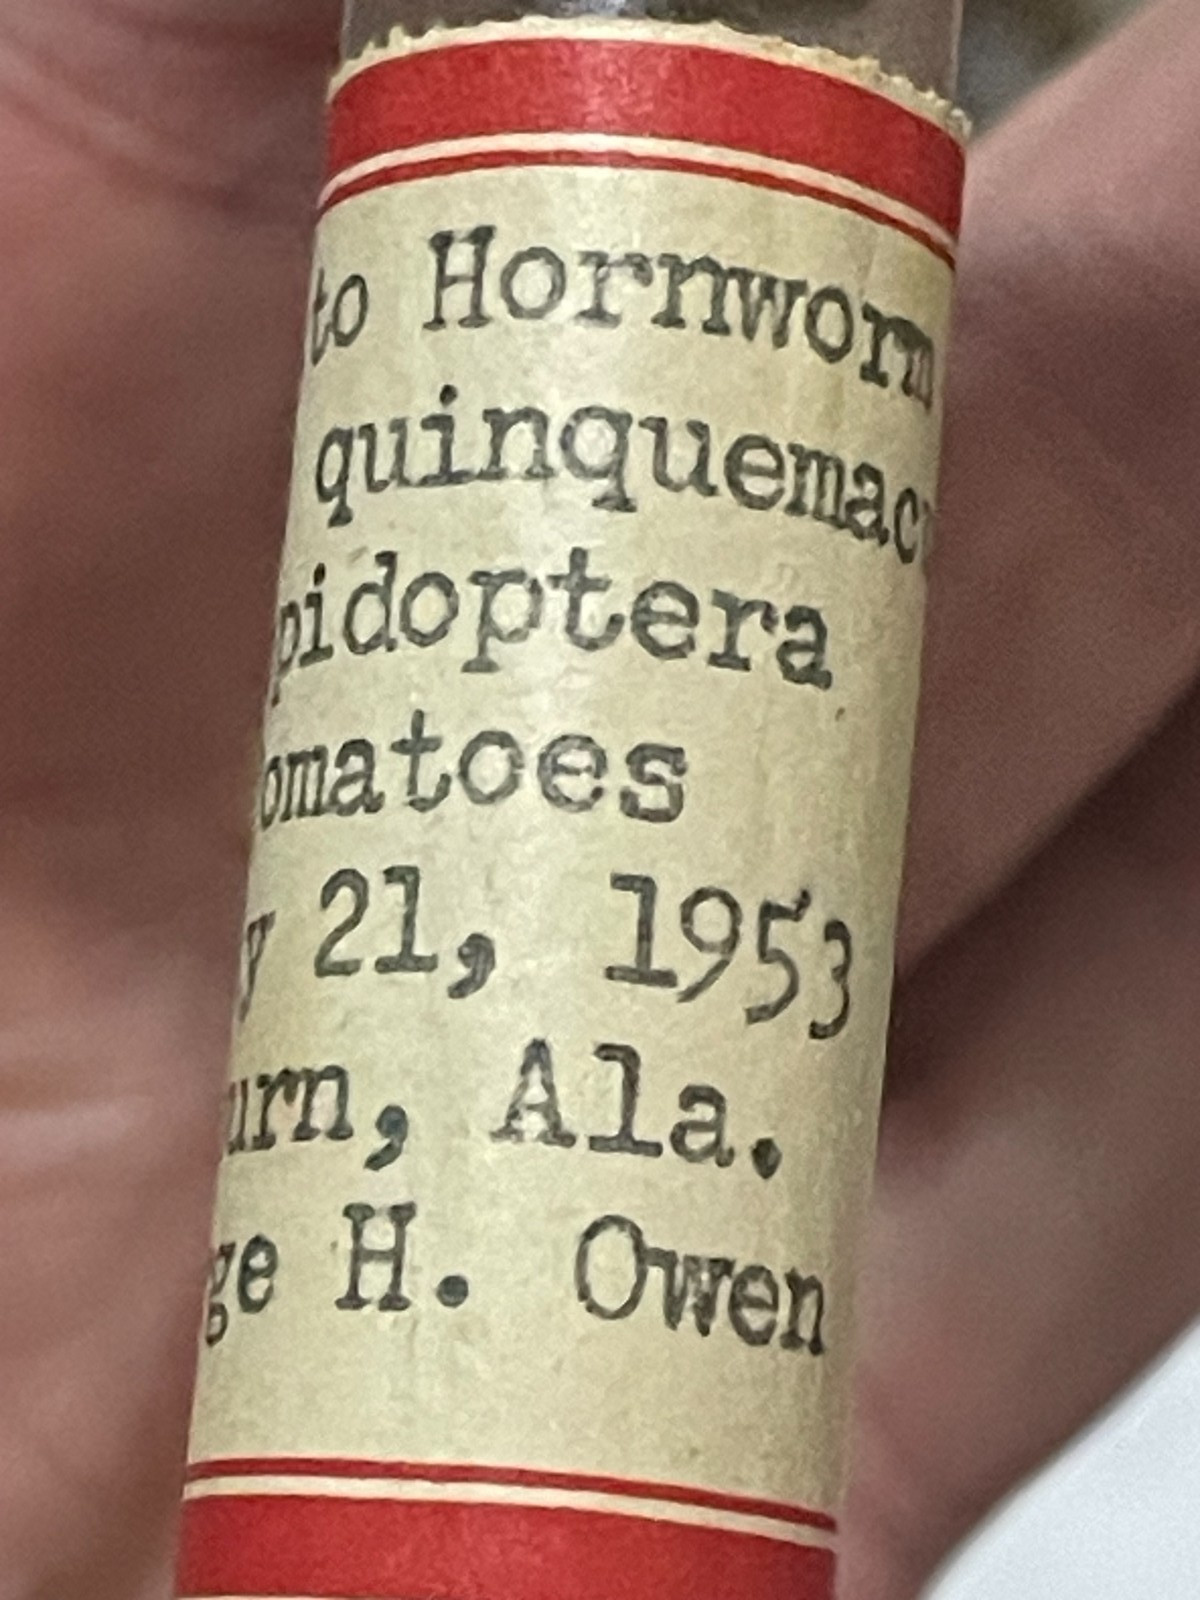 to Hornworm
quinquemac
pidoptera
omatoes
y 21, 1953
urn, Ala.
ge H. Owen